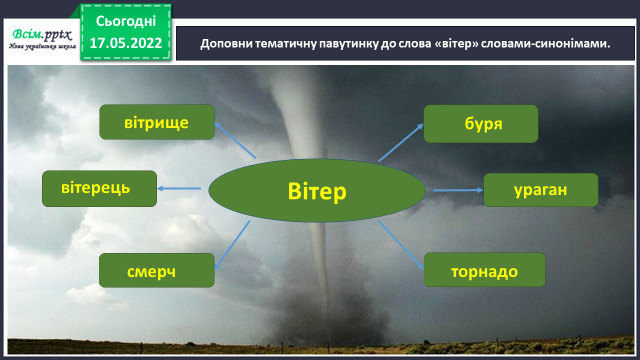 Всім.pptx
Нова українська школа
Сьогодні
17.05.2022
Доповни тематичну павутинку до слова «вітер» словами-синонімами.
вітрище
буря
вітерець
Вітер
ураган
смерч
торнадо